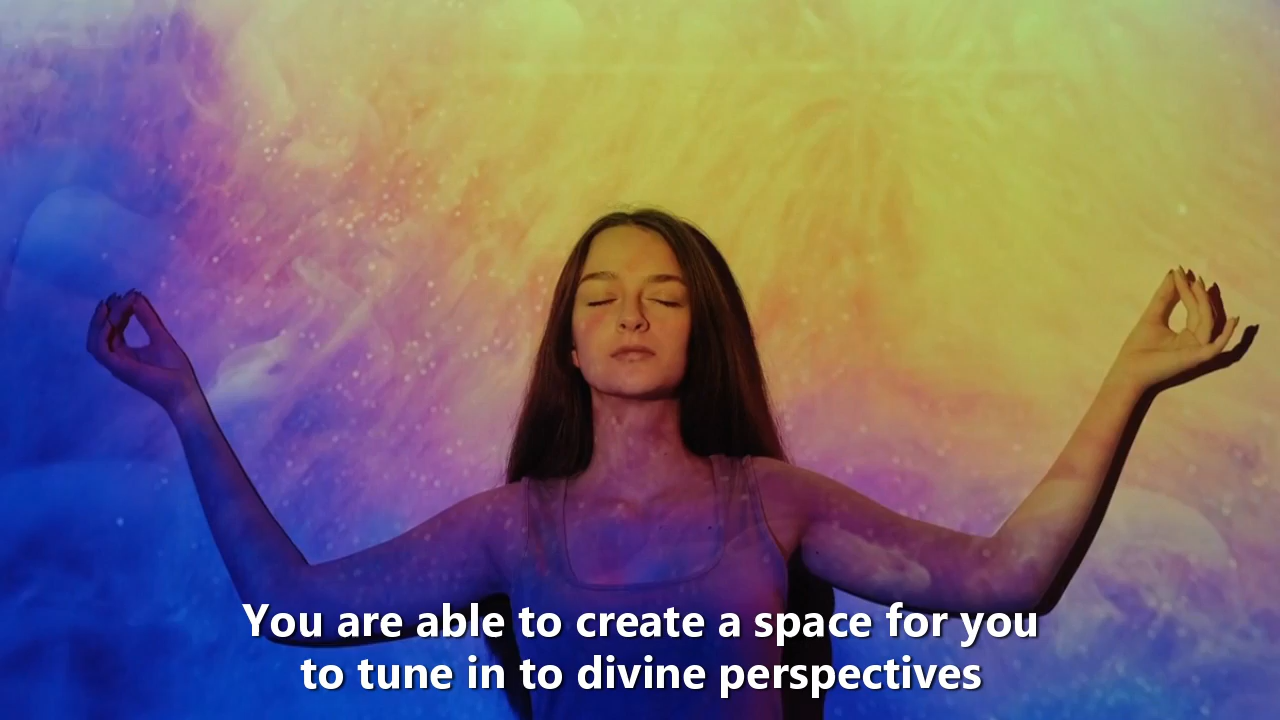 You are able to create a space for you
to tune in to divine perspectives